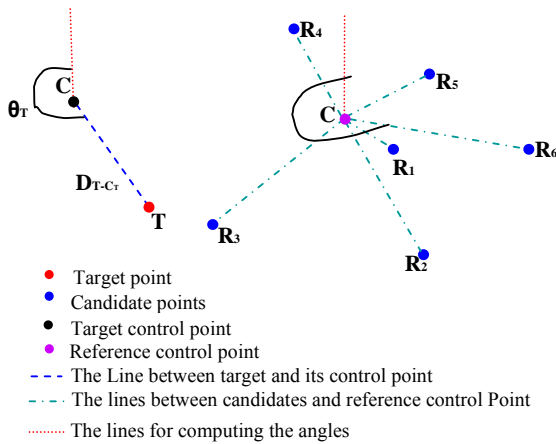 R4
C
R5
θT
C
R1
R6
DT-CT
T
R3
R2
Target point
Candidate points
Target control point
Reference control point
The Line between target and its control point
The lines between candidates and reference control Point
The lines for computing the angles